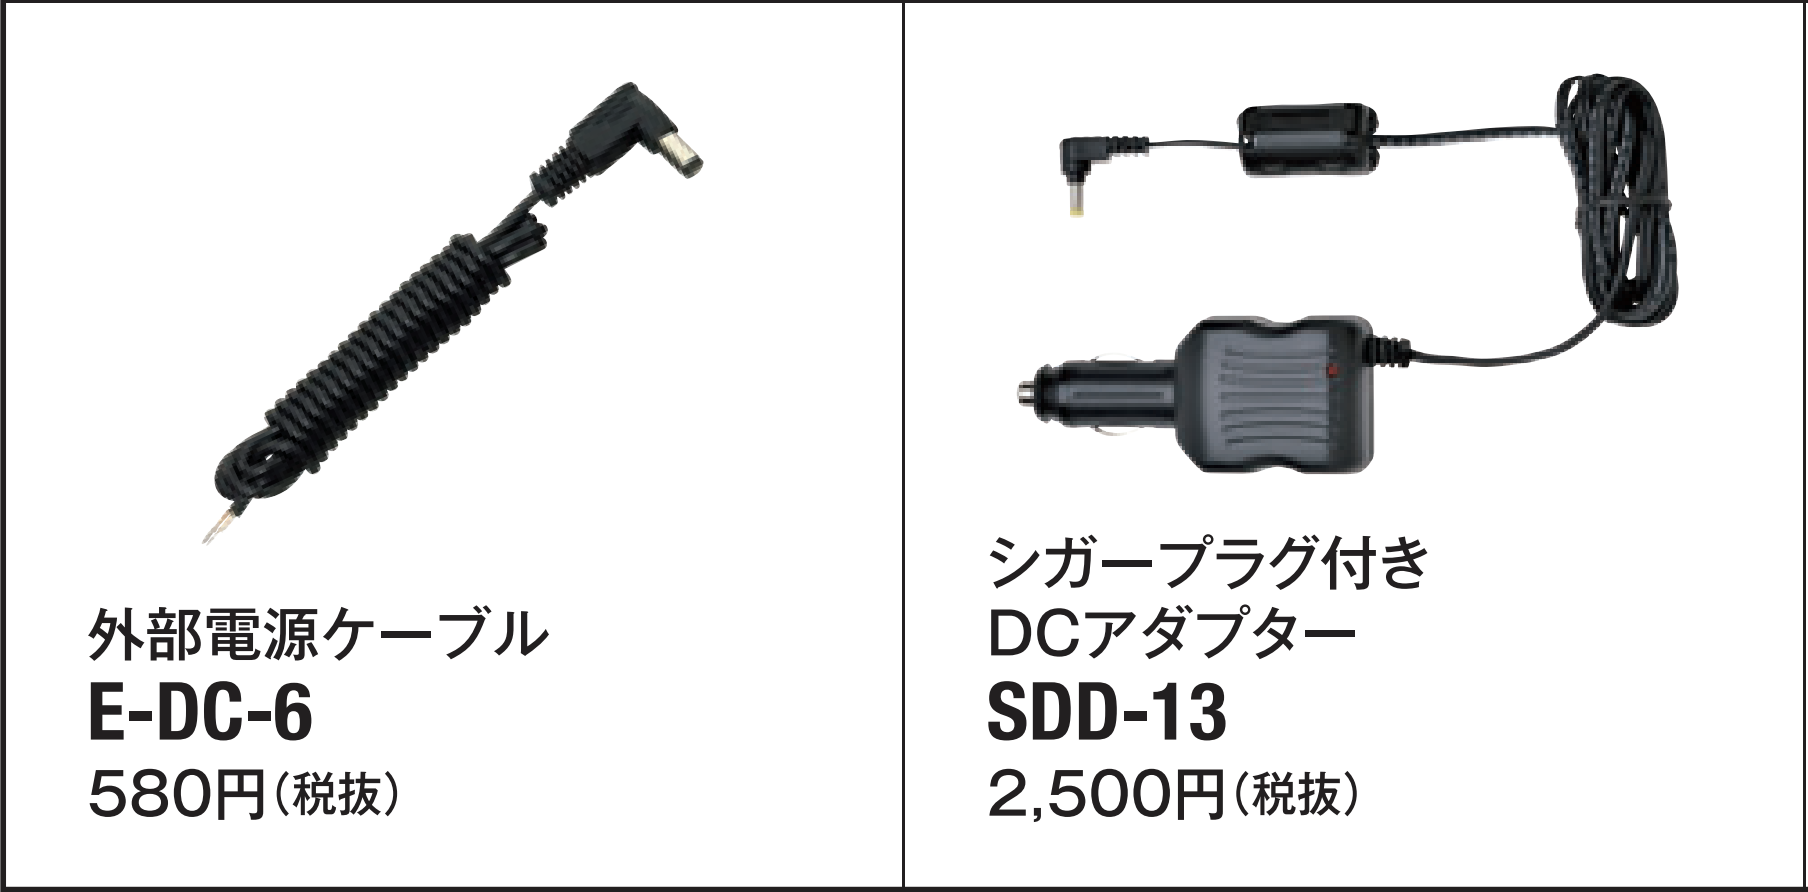 外部電源ケーブル
E-DC-6
580円（税抜）
シガープラグ付き
DCアダプター
SDD-13
2,500円（税抜）